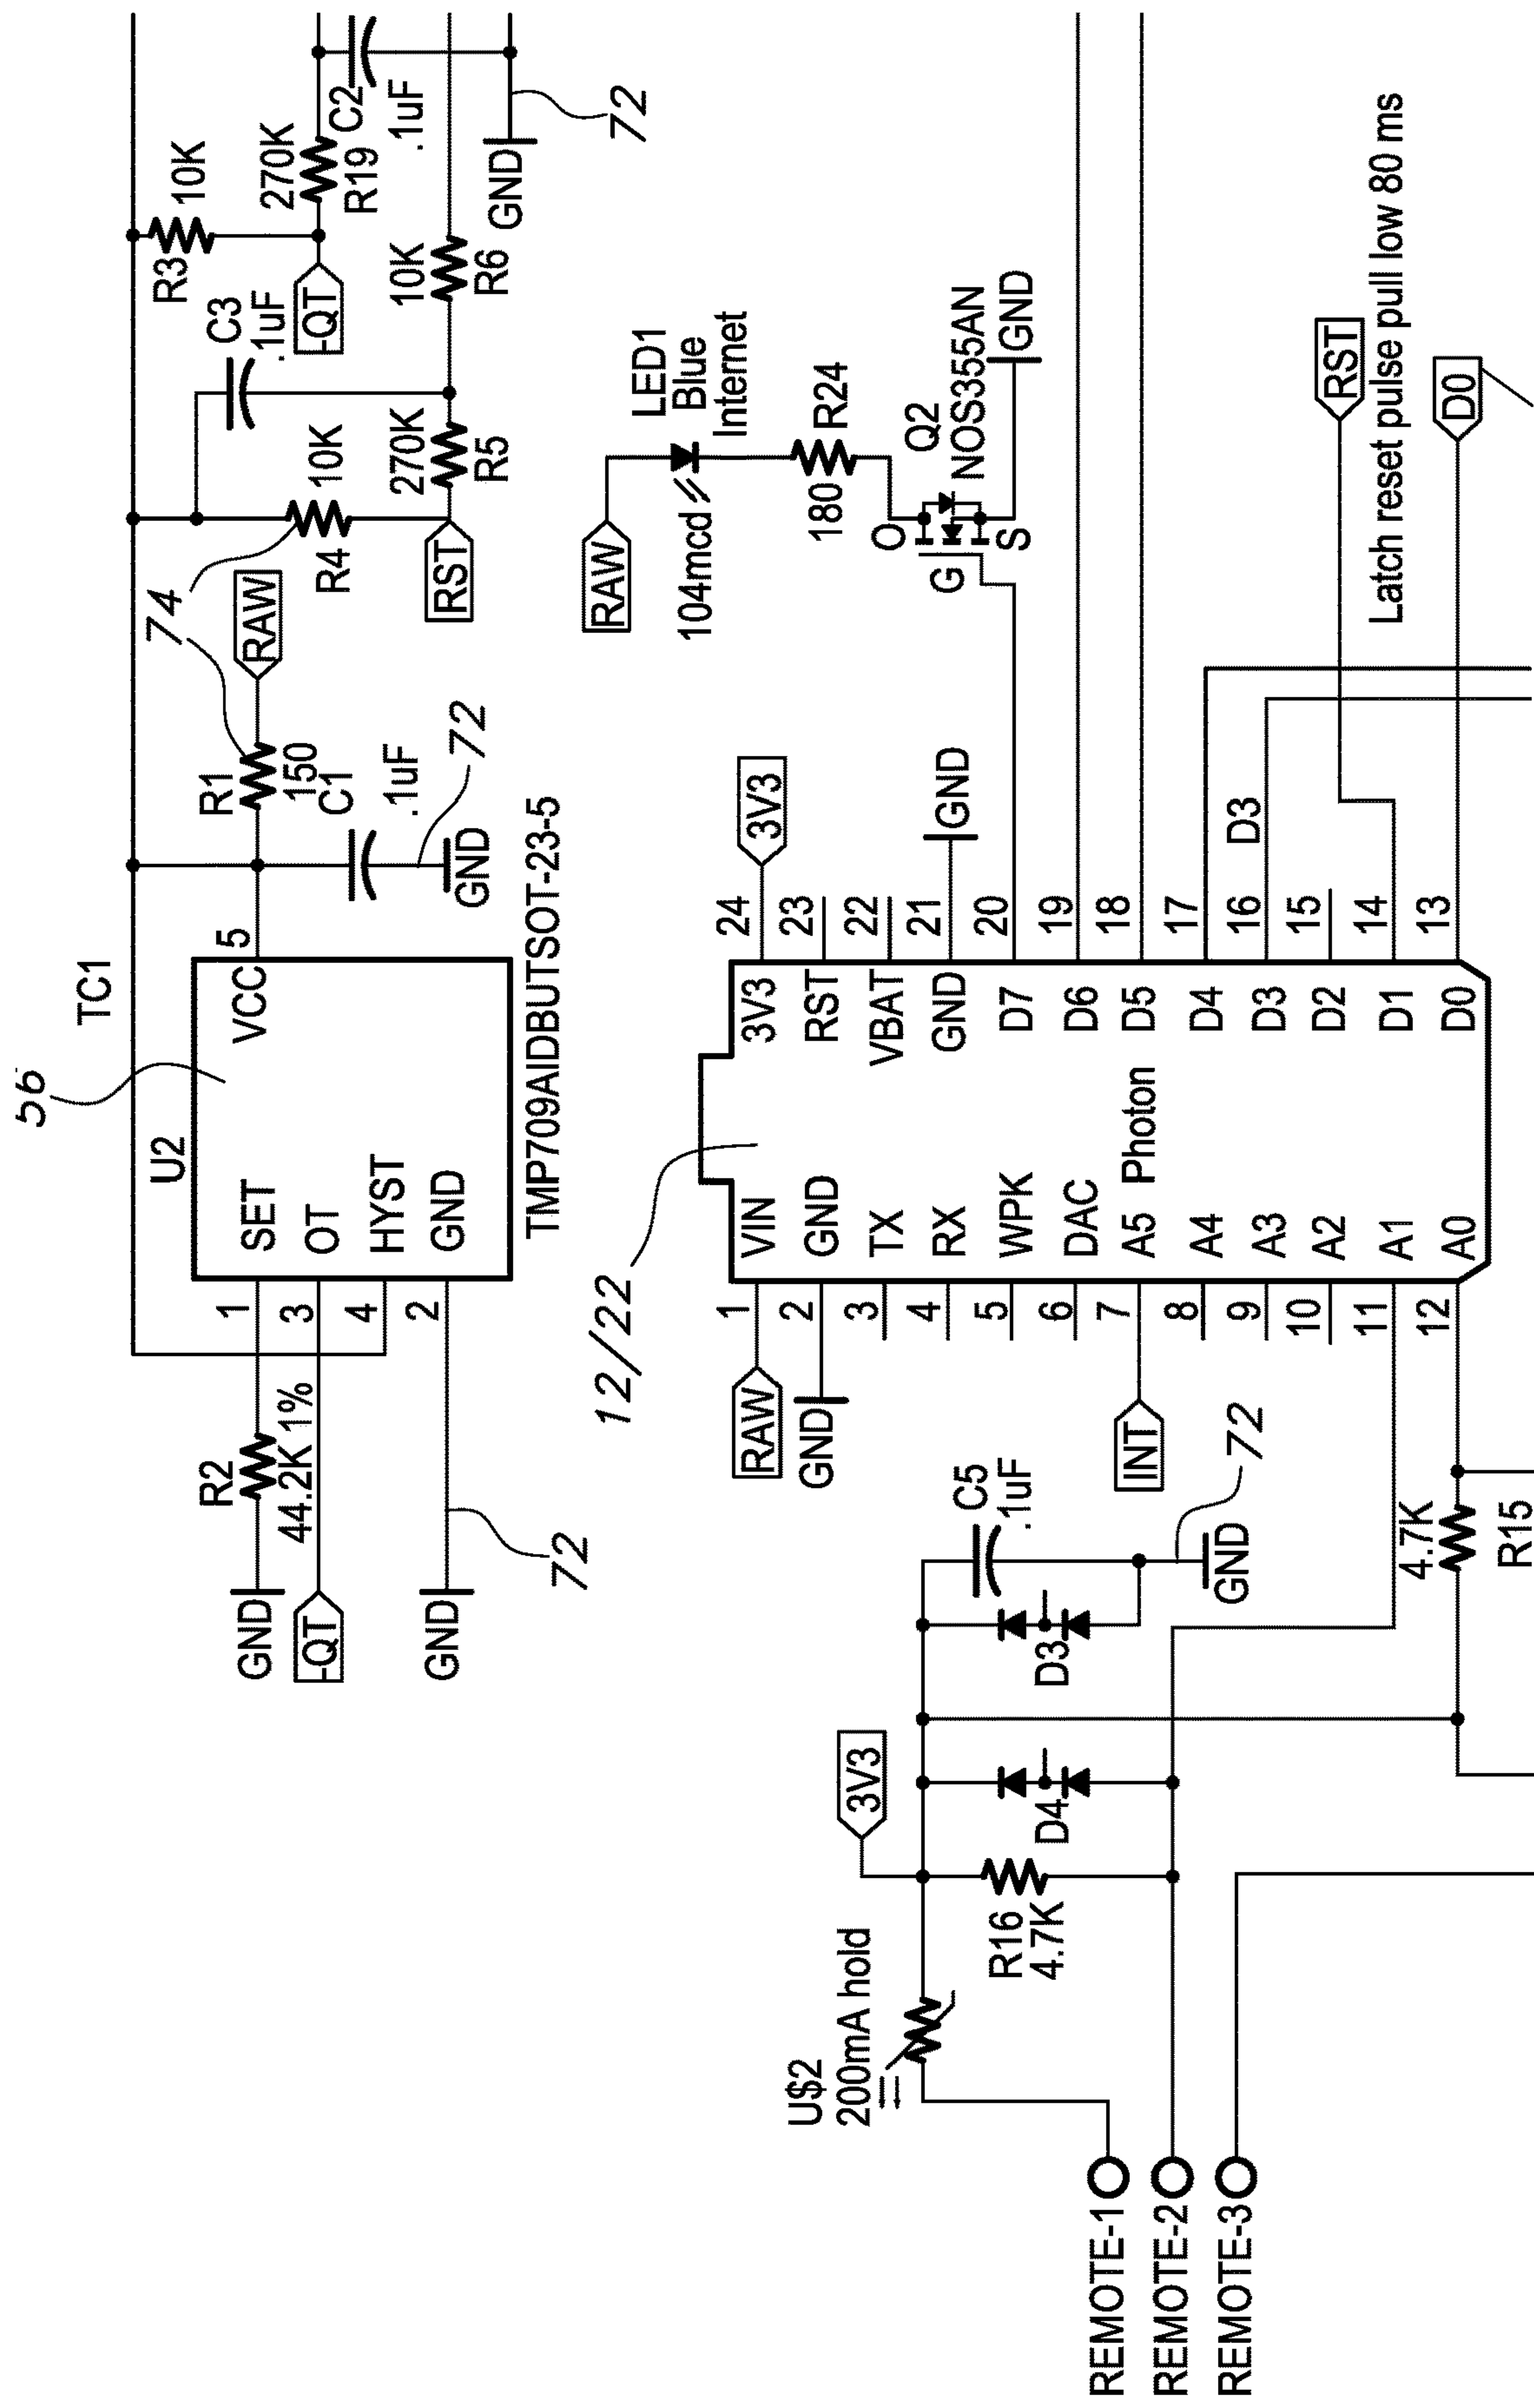 56
TC1
U2
SET
OT
HYST
GND
VCC
1
3
4
2
5
TMP709AIDBUTSOT-23-5
R2
44.2K 1%
GND
-QT
GND
72
R1
150
C1
.1uF
RAW
GND
72
74
R4
10K
RST
C3
.1uF
270K
R5
R3
10K
-QT
10K
R6
270K
R19
C2
.1uF
GND
72
RAW
LED1
Blue
Internet
104mcd
180
R24
O
G
S
Q2
NOS355AN
GND
12/22
VIN
GND
TX
RX
WPK
DAC
A5
A4
A3
A2
A1
A0
Photon
3V3
RST
VBAT
GND
D7
D6
D5
D4
D3
D2
D1
D0
1
2
3
4
5
6
7
8
9
10
11
12
24
23
22
21
20
19
18
17
16
15
14
13
RAW
GND
INT
3V3
GND
D3
RST
Latch reset pulse pull low 80 ms
D0
C5
.1uF
GND
72
D3
D4
3V3
R16
4.7K
4.7K
R15
U$2
200mA hold
REMOTE-1
REMOTE-2
REMOTE-3